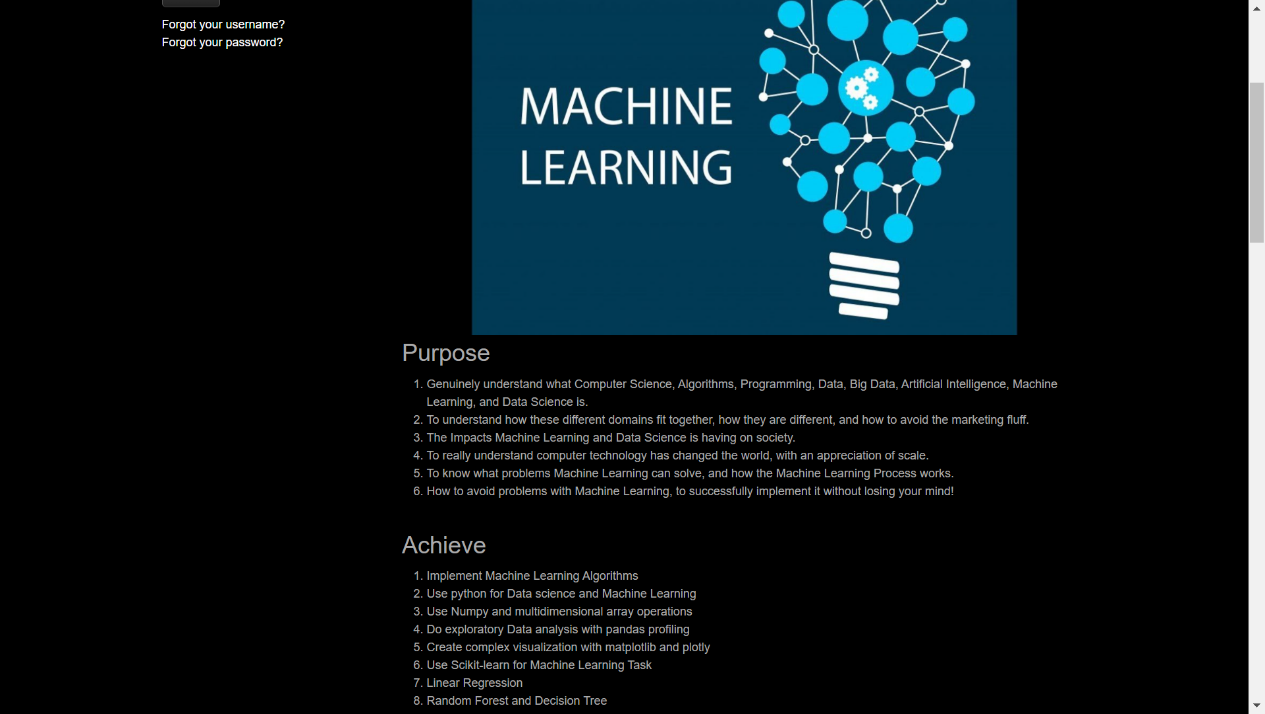 Forgot your username?
Forgot your password?
MACHINE
LEARNING
Purpose
1. Genuinely understand what Computer Science, Algorithms, Programming, Data, Big Data, Artificial Intelligence, Machine
Learning, and Data Science is.
2. To understand how these different domains fit together, how they are different, and how to avoid the marketing fluff.
3. The Impacts Machine Learning and Data Science is having on society.
4. To really understand computer technology has changed the world, with an appreciation of scale.
5. To know what problems Machine Learning can solve, and how the Machine Learning Process works.
6. How to avoid problems with Machine Learning, to successfully implement it without losing your mind!
Achieve
1. Implement Machine Learning Algorithms
2. Use python for Data science and Machine Learning
3. Use Numpy and multidimensional array operations
4. Do exploratory Data analysis with pandas profiling
5. Create complex visualization with matplotlib and plotly
6. Use Scikit-learn for Machine Learning Task
7. Linear Regression
8. Random Forest and Decision Tree